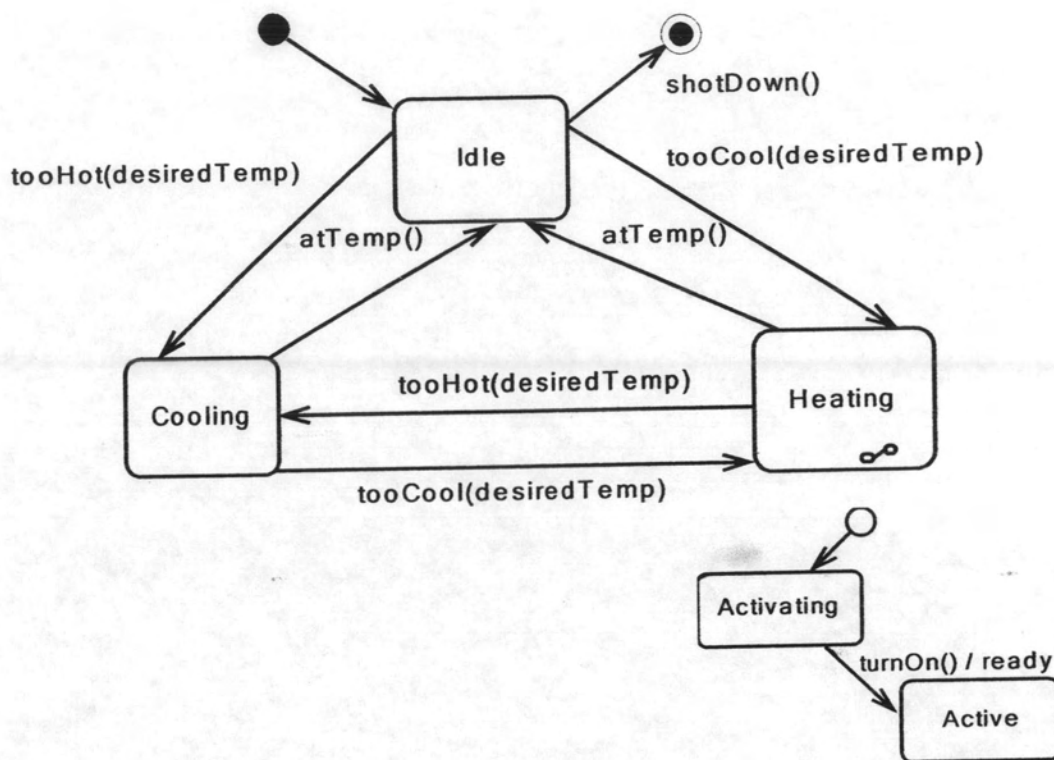 shotDown()
Idle
tooCool(desiredTemp)
tooHot(desiredTemp)
atTemp()
atTemp()
tooHot(desiredTemp)
Cooling
Heating
tooCool(desiredTemp)
Activating
turnOn() / ready
Active